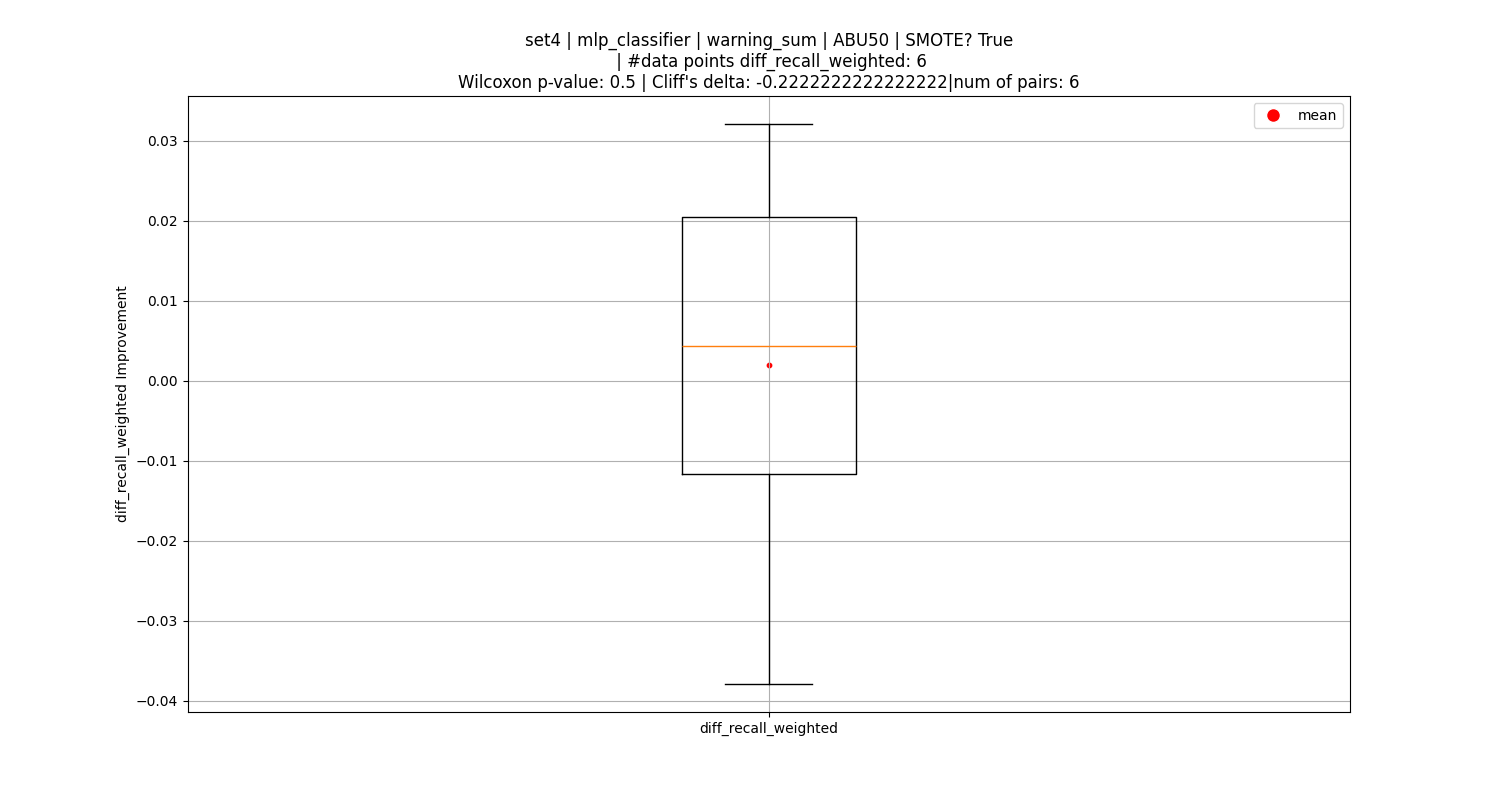 set4 | mlp_classifier | warning_sum | ABU50 | SMOTE? True
| #data points diff_recall_weighted: 6
Wilcoxon p-value: 0.5 | Cliff's delta: -0.2222222222222222|num of pairs: 6
mean
0.03
0.02
0.01
0.00
−0.01
−0.02
−0.03
−0.04
diff_recall_weighted Improvement
diff_recall_weighted